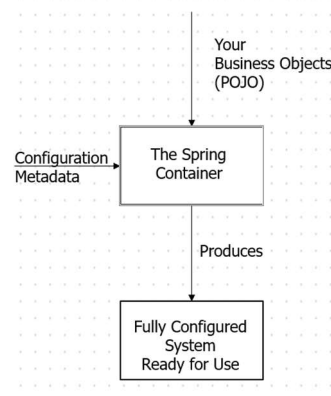 Your
Business Objects
(POJO)
Configuration
Metadata
The Spring
Container
Produces
Fully Configured
System
Ready for Use